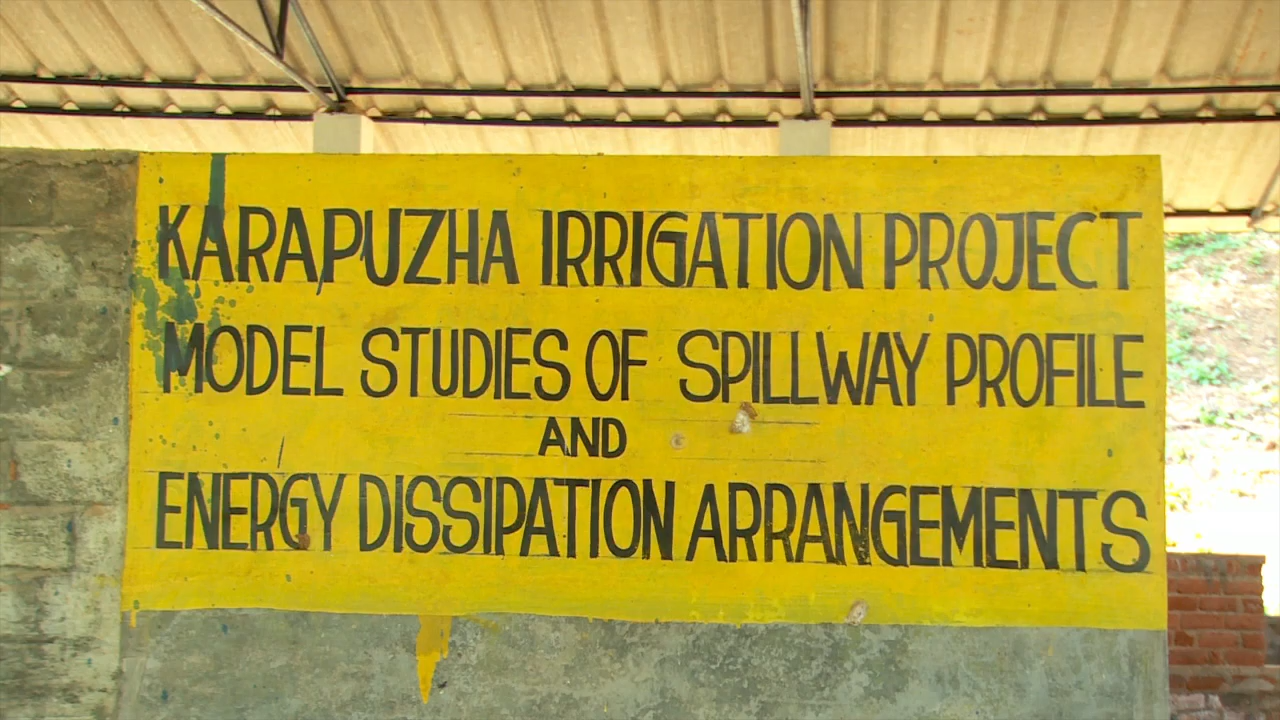 KARAPUZHA IRRIGATION PROJECT
MODEL STUDIES OF SPILLWAY PROFILE
AND
ENERGY DISSIPATION ARRANGEMENTS